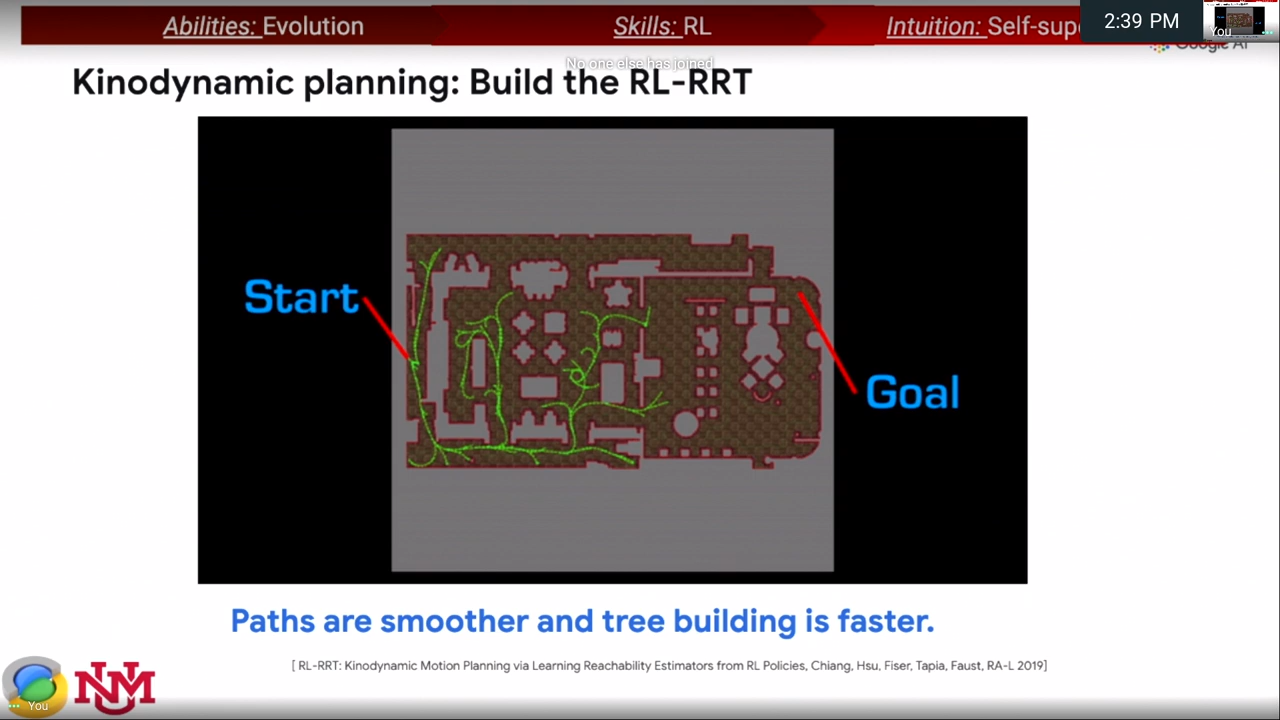 Abilities: Evolution
Skills: RL
Intuition: Self-sup
2:39 PM
You
Google AI
No one else has joined
Kinodynamic planning: Build the RL-RRT
Start
Goal
Paths are smoother and tree building is faster.
[ RL-RRT: Kinodynamic Motion Planning via Learning Reachability Estimators from RL Policies, Chiang, Hsu, Fiser, Tapia, Faust, RA-L 2019]
NM
You